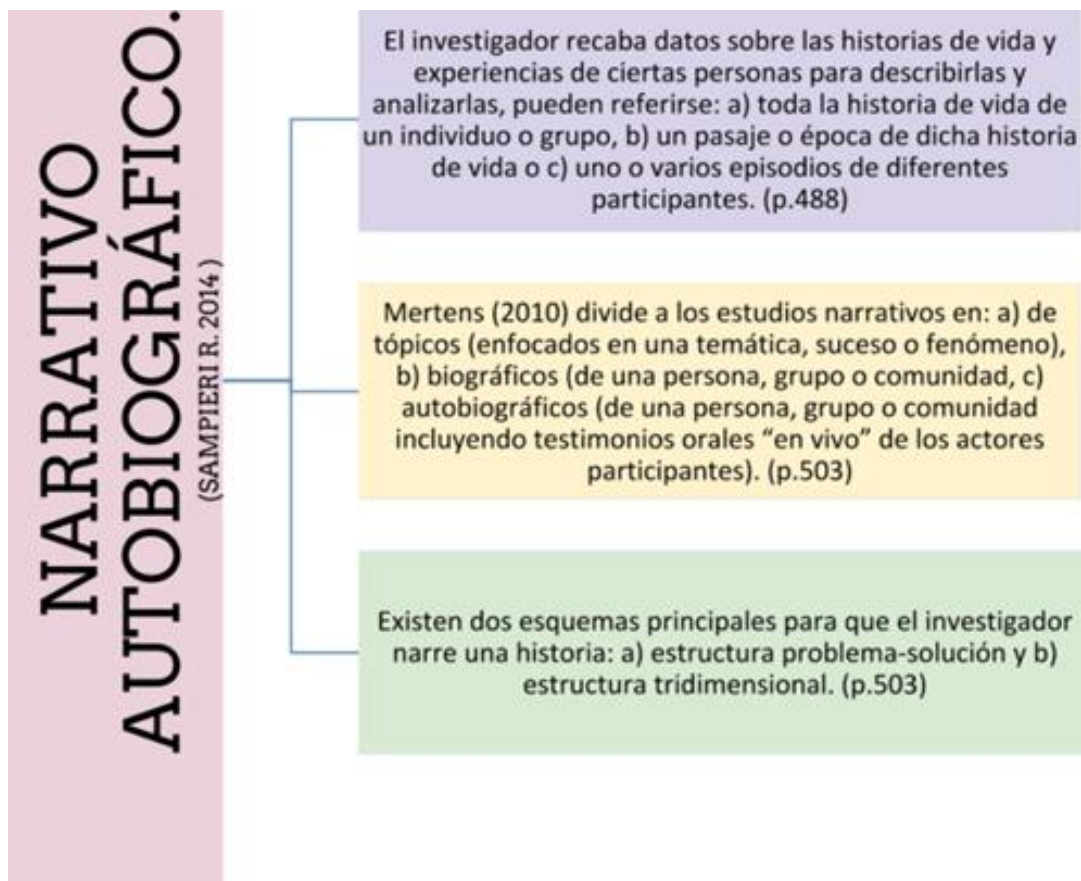 NARRATIVO
AUTOBIOGRÁFICO.
(SAMPIERI R. 2014 )
El investigador recaba datos sobre las historias de vida y
experiencias de ciertas personas para describirlas y
analizarlas, pueden referirse: a) toda la historia de vida de
un individuo o grupo, b) un pasaje o época de dicha historia
de vida o c) uno o varios episodios de diferentes
participantes. (p.488)
Mertens (2010) divide a los estudios narrativos en: a) de
tópicos (enfocados en una temática, suceso o fenómeno),
b) biográficos (de una persona, grupo o comunidad, c)
autobiográficos (de una persona, grupo o comunidad
incluyendo testimonios orales “en vivo” de los actores
participantes). (p.503)
Existen dos esquemas principales para que el investigador
narre una historia: a) estructura problema-solución y b)
estructura tridimensional. (p.503)